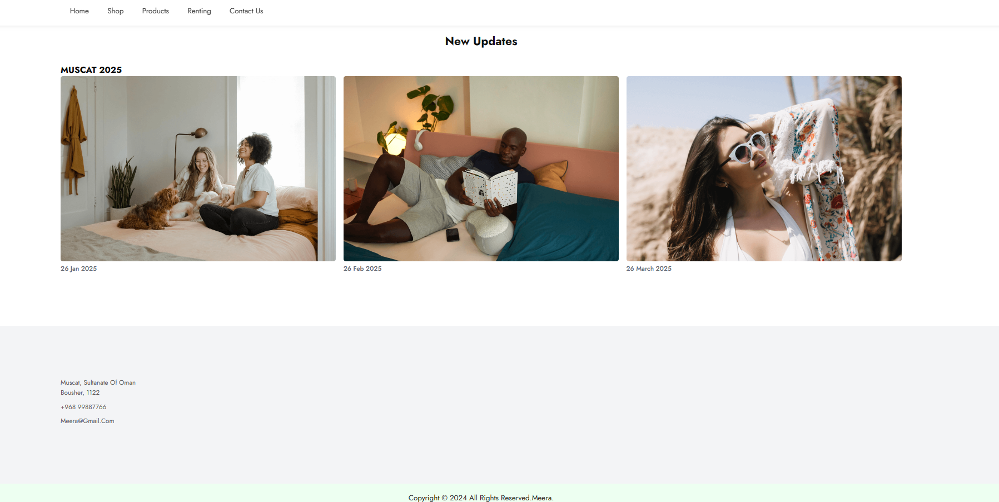 Home Shop Products Renting Contact Us
New Updates
MUSCAT 2025
26 Jan 2025 26 Feb 2025 26 March 2025
Muscat, Sultanate Of Oman
Bousher, 1122
+968 99887766
Meera@Gmail.Com
Copyright © 2024 All Rights Reserved.Meera.